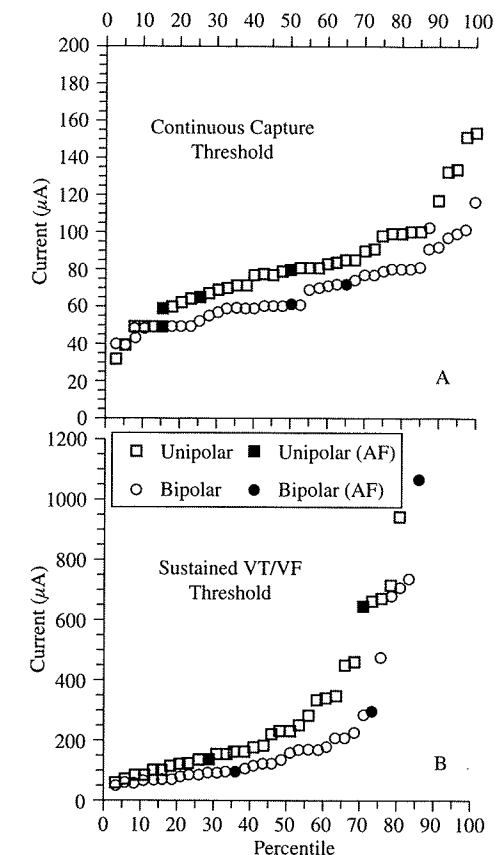 0 10 20 30 40 50 60 70 80 90 100
200
180
160
140
120
100
80
60
40
20
0
Current (μA)
Continuous Capture
Threshold
A
Unipolar Unipolar (AF)
Bipolar Bipolar (AF)
1200
1000
800
600
400
200
0
Current (μA)
Sustained VT/VF
Threshold
B
0 10 20 30 40 50 60 70 80 90 100
Percentile